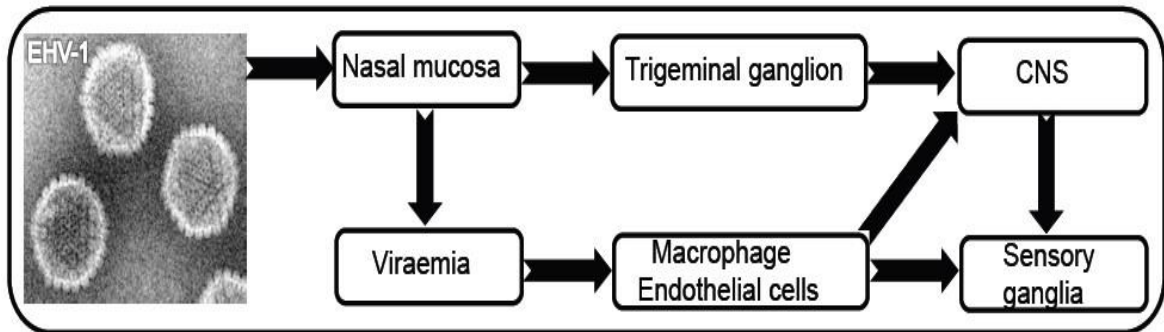 EHV-1
Nasal mucosa
Trigeminal ganglion
CNS
Viraemia
Macrophage
Endothelial cells
Sensory
ganglia